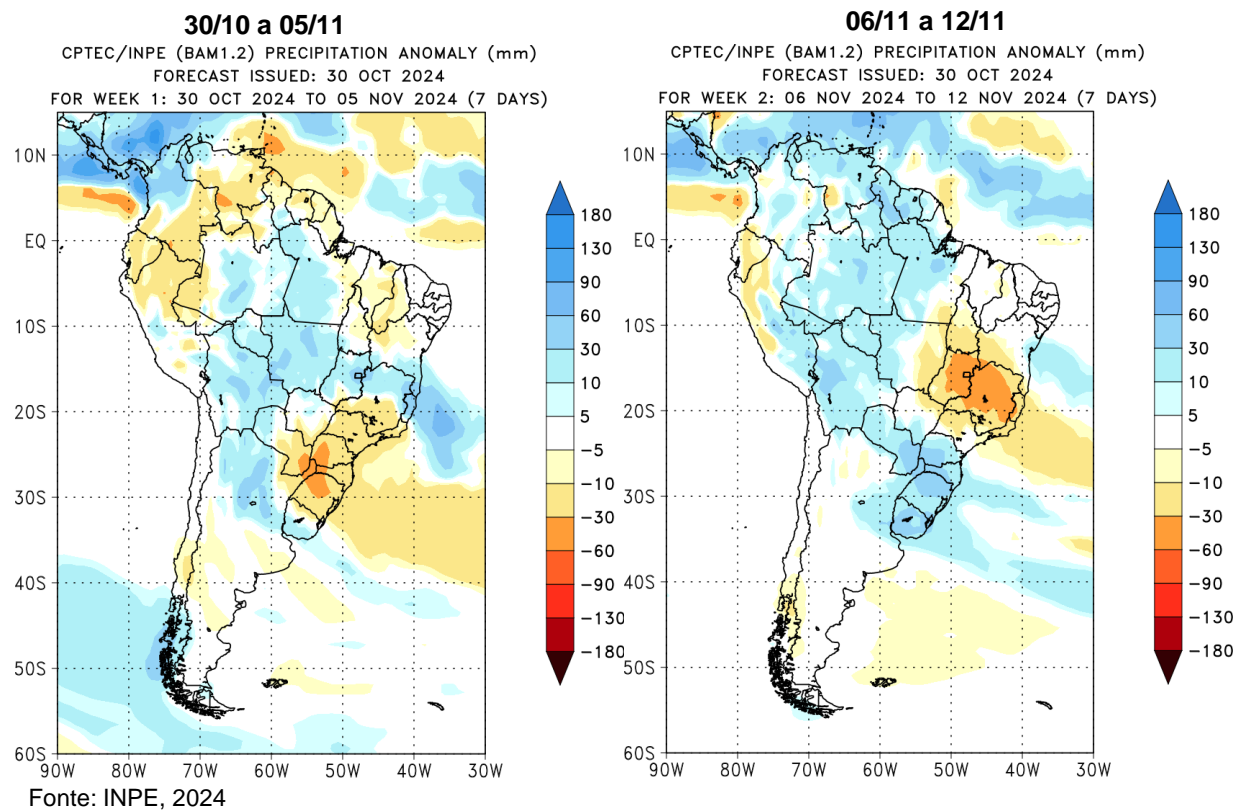 30/10 a 05/11
CPTEC/INPE (BAM1.2) PRECIPITATION ANOMALY (mm)
FORECAST ISSUED: 30 OCT 2024
FOR WEEK 1: 30 OCT 2024 TO 05 NOV 2024 (7 DAYS)
10N
EQ
10S
20S
30S
40S
50S
60S
90W 80W 70W 60W 50W 40W 30W
180
130
90
60
30
10
5
−5
−10
−30
−60
−90
−130
−180
06/11 a 12/11
CPTEC/INPE (BAM1.2) PRECIPITATION ANOMALY (mm)
FORECAST ISSUED: 30 OCT 2024
FOR WEEK 2: 06 NOV 2024 TO 12 NOV 2024 (7 DAYS)
10N
EQ
10S
20S
30S
40S
50S
60S
90W 80W 70W 60W 50W 40W 30W
180
130
90
60
30
10
5
−5
−10
−30
−60
−90
−130
−180
Fonte: INPE, 2024